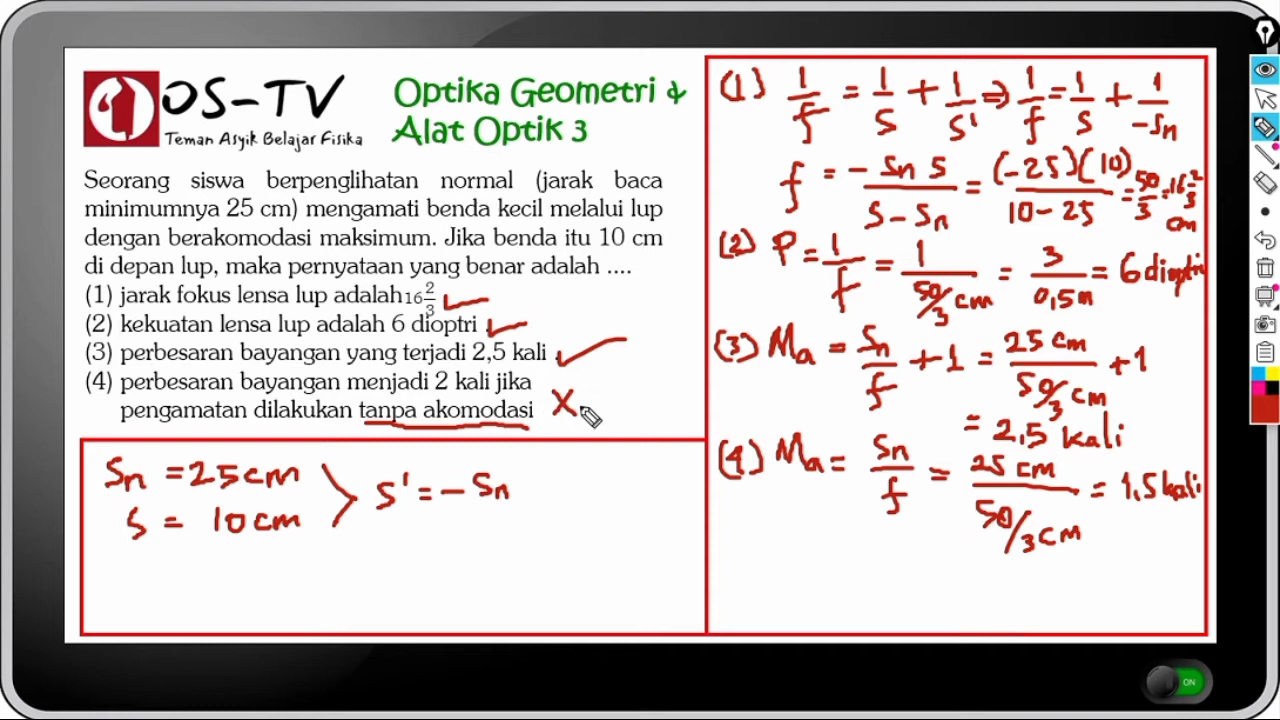 OS-TV
Teman Asyik Belajar Fisika
Optika Geometri &
Alat Optik 3
Seorang siswa berpenglihatan normal (jarak baca
minimumnya 25 cm) mengamati benda kecil melalui lup
dengan berakomodasi maksimum. Jika benda itu 10 cm
di depan lup, maka pernyataan yang benar adalah ....
(1) jarak fokus lensa lup adalah 16 2/3
(2) kekuatan lensa lup adalah 6 dioptri
(3) perbesaran bayangan yang terjadi 2,5 kali
(4) perbesaran bayangan menjadi 2 kali jika
pengamatan dilakukan tanpa akomodasi X
Sn = 25 cm
S = 10 cm
S' = - Sn
(1) 1/f = 1/S + 1/S' ⇒ 1/f = 1/S + 1/-Sn
f = - Sn S / S - Sn = (-25)(10) / 10 - 25 = 50/3 = 16 2/3
cm
(2) P = 1/f = 1 / 50/3 cm = 3 / 0,5 m = 6 dioptri
(3) Ma = Sn/f + 1 = 25 cm / 50/3 cm + 1
= 2,5 kali
(4) Ma = Sn/f = 25 cm / 50/3 cm = 1,5 kali
ON